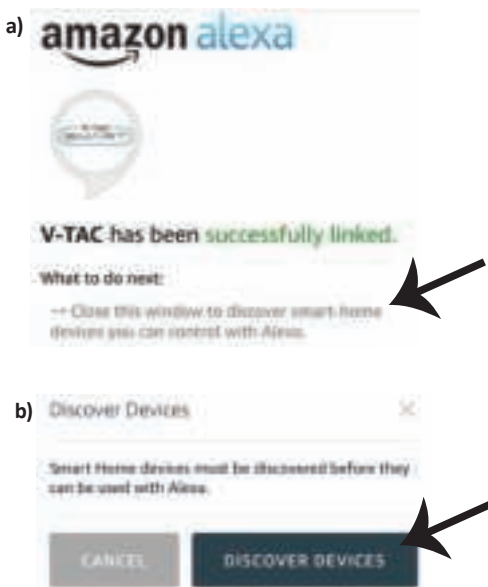 a)
amazon alexa
V-TAC has been successfully linked.
What to do next:
→ Close this window to discover smart-home
devices you can control with Alexa.
b) Discover Devices ×
Smart Home devices must be discovered before they
can be used with Alexa.
CANCEL DISCOVER DEVICES